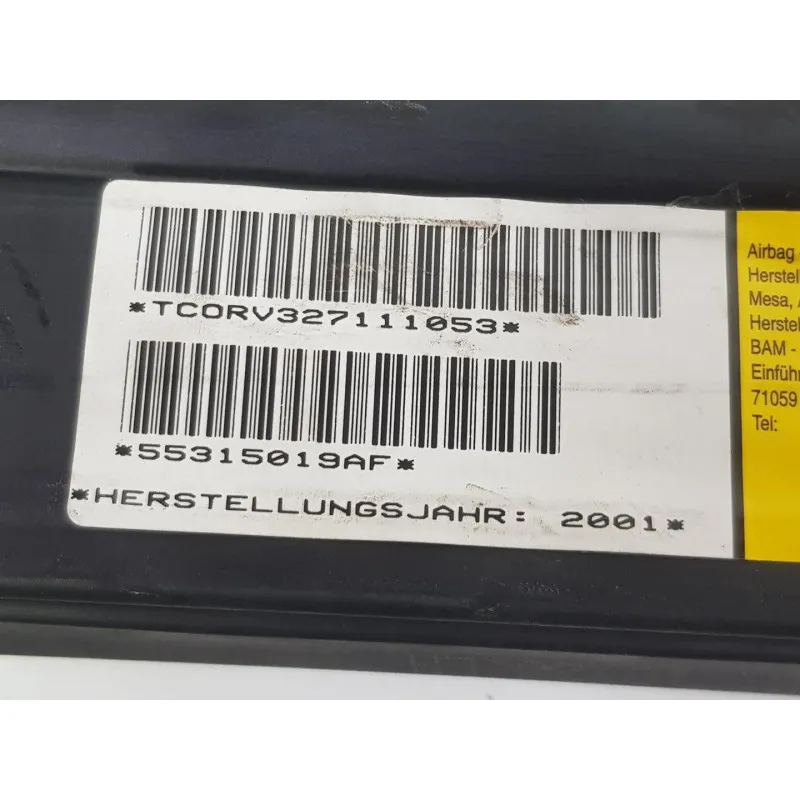 *TCORV327111053*
*55315019AF*
*HERSTELLUNGSJAHR: 2001*
Airbag
Herstel
Mesa, A
Herstel
BAM -
Einführ
71059
Tel: